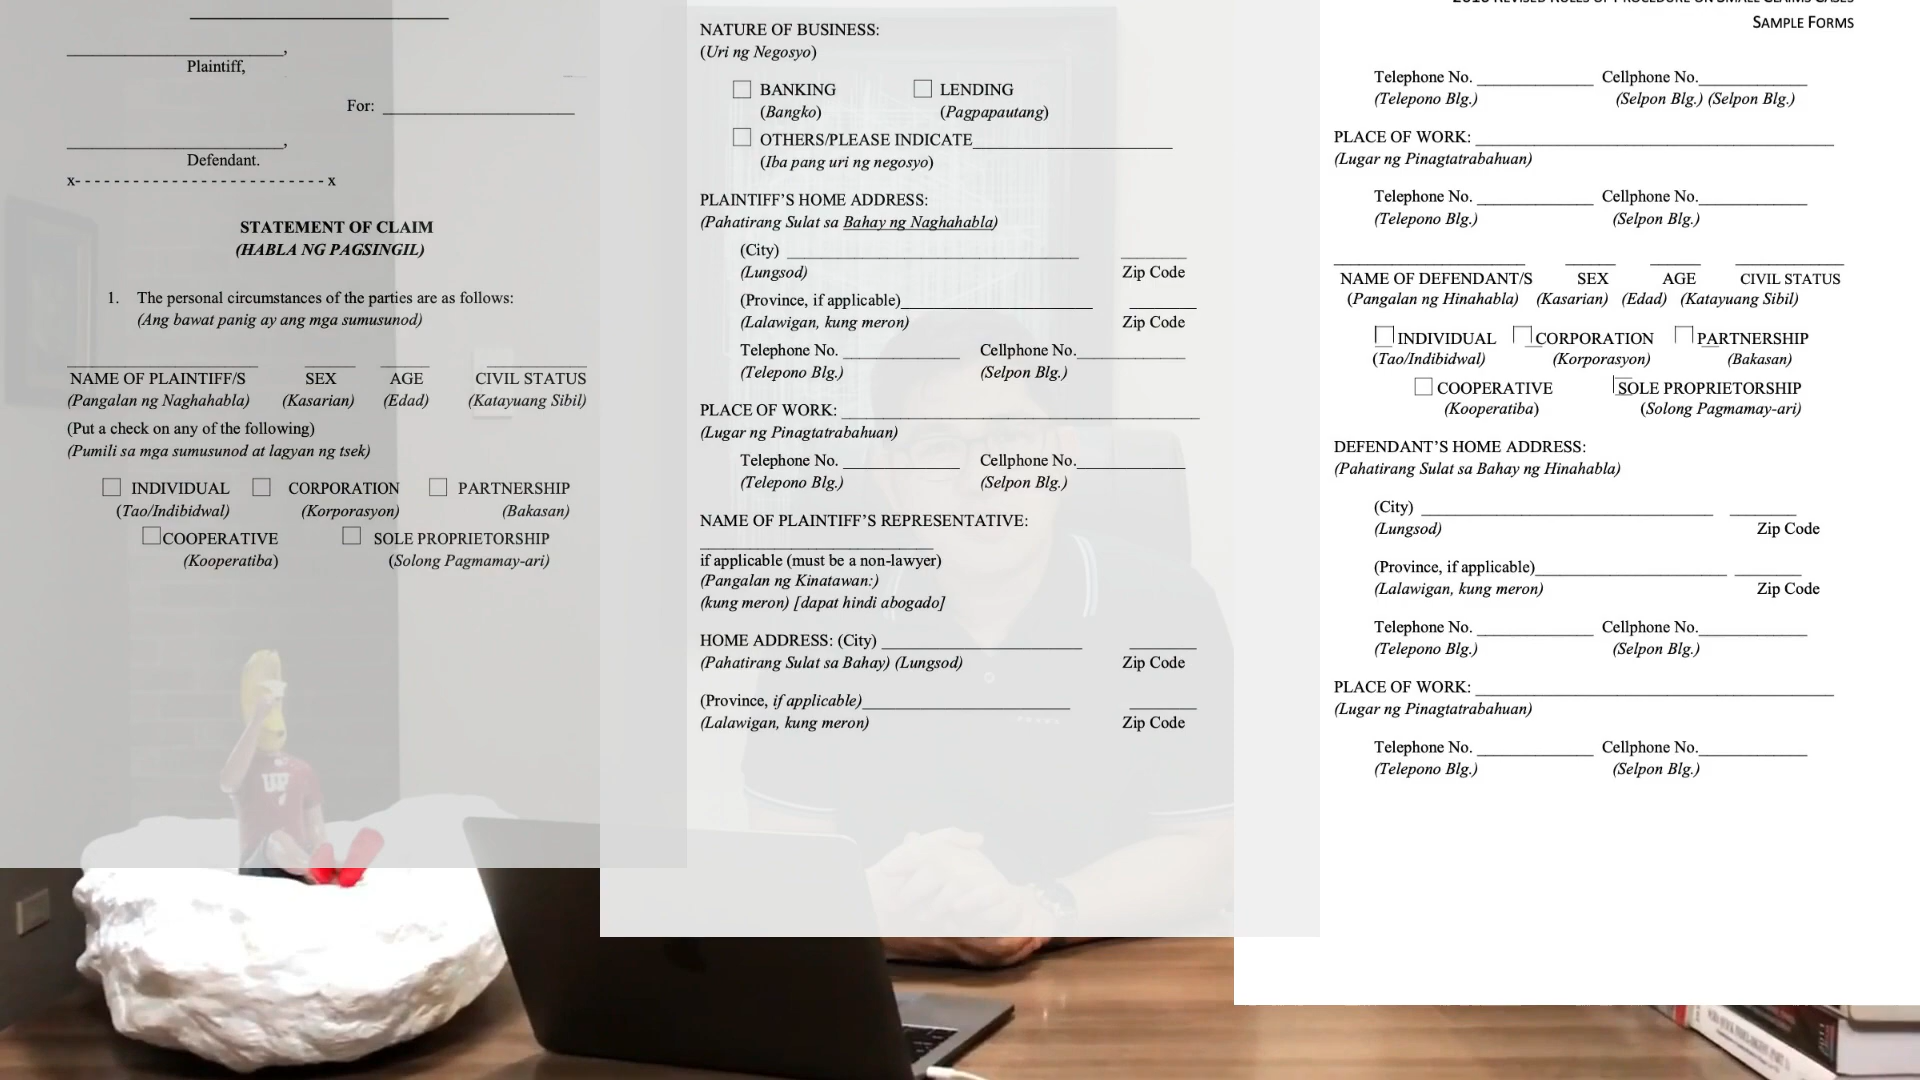 Plaintiff,
For:
Defendant.
x- - - - - - - - - - - - - - - - - - - - - - - - - - - x
STATEMENT OF CLAIM
(HABLA NG PAGSINGIL)
1. The personal circumstances of the parties are as follows:
(Ang bawat panig ay ang mga sumusunod)
NAME OF PLAINTIFF/S SEX AGE CIVIL STATUS
(Pangalan ng Naghahabla) (Kasarian) (Edad) (Katayuang Sibil)
(Put a check on any of the following)
(Pumili sa mga sumusunod at lagyan ng tsek)
INDIVIDUAL CORPORATION PARTNERSHIP
(Tao/Indibidwal) (Korporasyon) (Bakasan)
COOPERATIVE SOLE PROPRIETORSHIP
(Kooperatiba) (Solong Pagmamay-ari)
UP
NATURE OF BUSINESS:
(Uri ng Negosyo)
BANKING LENDING
(Bangko) (Pagpapautang)
OTHERS/PLEASE INDICATE
(Iba pang uri ng negosyo)
PLAINTIFF'S HOME ADDRESS:
(Pahatirang Sulat sa Bahay ng Naghahabla)
(City)
(Lungsod) Zip Code
(Province, if applicable)
(Lalawigan, kung meron) Zip Code
Telephone No. Cellphone No.
(Telepono Blg.) (Selpon Blg.)
PLACE OF WORK:
(Lugar ng Pinagtatrabahuan)
Telephone No. Cellphone No.
(Telepono Blg.) (Selpon Blg.)
NAME OF PLAINTIFF'S REPRESENTATIVE:
if applicable (must be a non-lawyer)
(Pangalan ng Kinatawan:)
(kung meron) [dapat hindi abogado]
HOME ADDRESS: (City)
(Pahatirang Sulat sa Bahay) (Lungsod) Zip Code
(Province, if applicable)
(Lalawigan, kung meron) Zip Code
2016 REVISED RULES OF PROCEDURE ON SMALL CLAIMS CASES
SAMPLE FORMS
Telephone No. Cellphone No.
(Telepono Blg.) (Selpon Blg.) (Selpon Blg.)
PLACE OF WORK:
(Lugar ng Pinagtatrabahuan)
Telephone No. Cellphone No.
(Telepono Blg.) (Selpon Blg.)
NAME OF DEFENDANT/S SEX AGE CIVIL STATUS
(Pangalan ng Hinahabla) (Kasarian) (Edad) (Katayuang Sibil)
INDIVIDUAL CORPORATION PARTNERSHIP
(Tao/Indibidwal) (Korporasyon) (Bakasan)
COOPERATIVE SOLE PROPRIETORSHIP
(Kooperatiba) (Solong Pagmamay-ari)
DEFENDANT'S HOME ADDRESS:
(Pahatirang Sulat sa Bahay ng Hinahabla)
(City)
(Lungsod) Zip Code
(Province, if applicable)
(Lalawigan, kung meron) Zip Code
Telephone No. Cellphone No.
(Telepono Blg.) (Selpon Blg.)
PLACE OF WORK:
(Lugar ng Pinagtatrabahuan)
Telephone No. Cellphone No.
(Telepono Blg.) (Selpon Blg.)